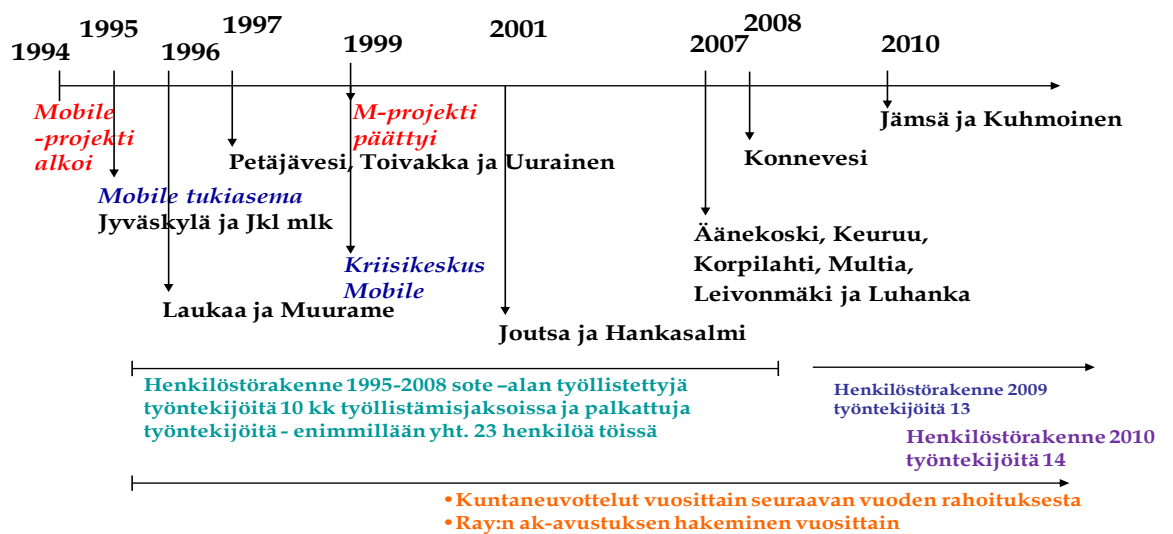 1994
1995
1996
1997
1999
2001
2007
2008
2010
Mobile
-projekti
alkoi
M-projekti
päättyi
Jämsä ja Kuhmoinen
Petäjävesi, Toivakka ja Uurainen
Konnevesi
Mobile tukiasema
Jyväskylä ja Jkl mlk
Äänekoski, Keuruu,
Korpilahti, Multia,
Leivonmäki ja Luhanka
Kriisikeskus
Mobile
Laukaa ja Muurame
Joutsa ja Hankasalmi
Henkilöstörakenne 1995-2008 sote –alan työllistettyjä
työntekijöitä 10 kk työllistämisjaksoissa ja palkattuja
työntekijöitä - enimmillään yht. 23 henkilöä töissä
Henkilöstörakenne 2009
työntekijöitä 13
Henkilöstörakenne 2010
työntekijöitä 14
• Kuntaneuvottelut vuosittain seuraavan vuoden rahoituksesta
• Ray:n ak-avustuksen hakeminen vuosittain